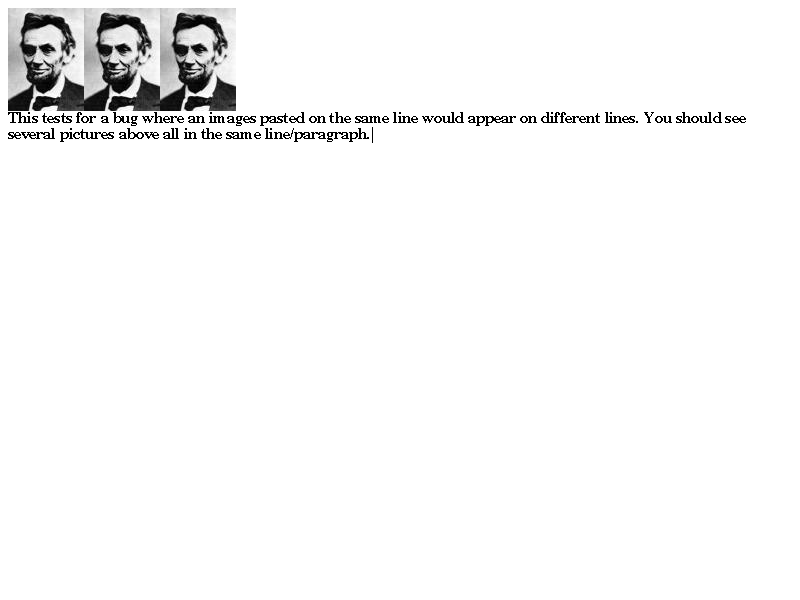 This tests for a bug where an images pasted on the same line would appear on different lines. You should see
several pictures above all in the same line/paragraph.